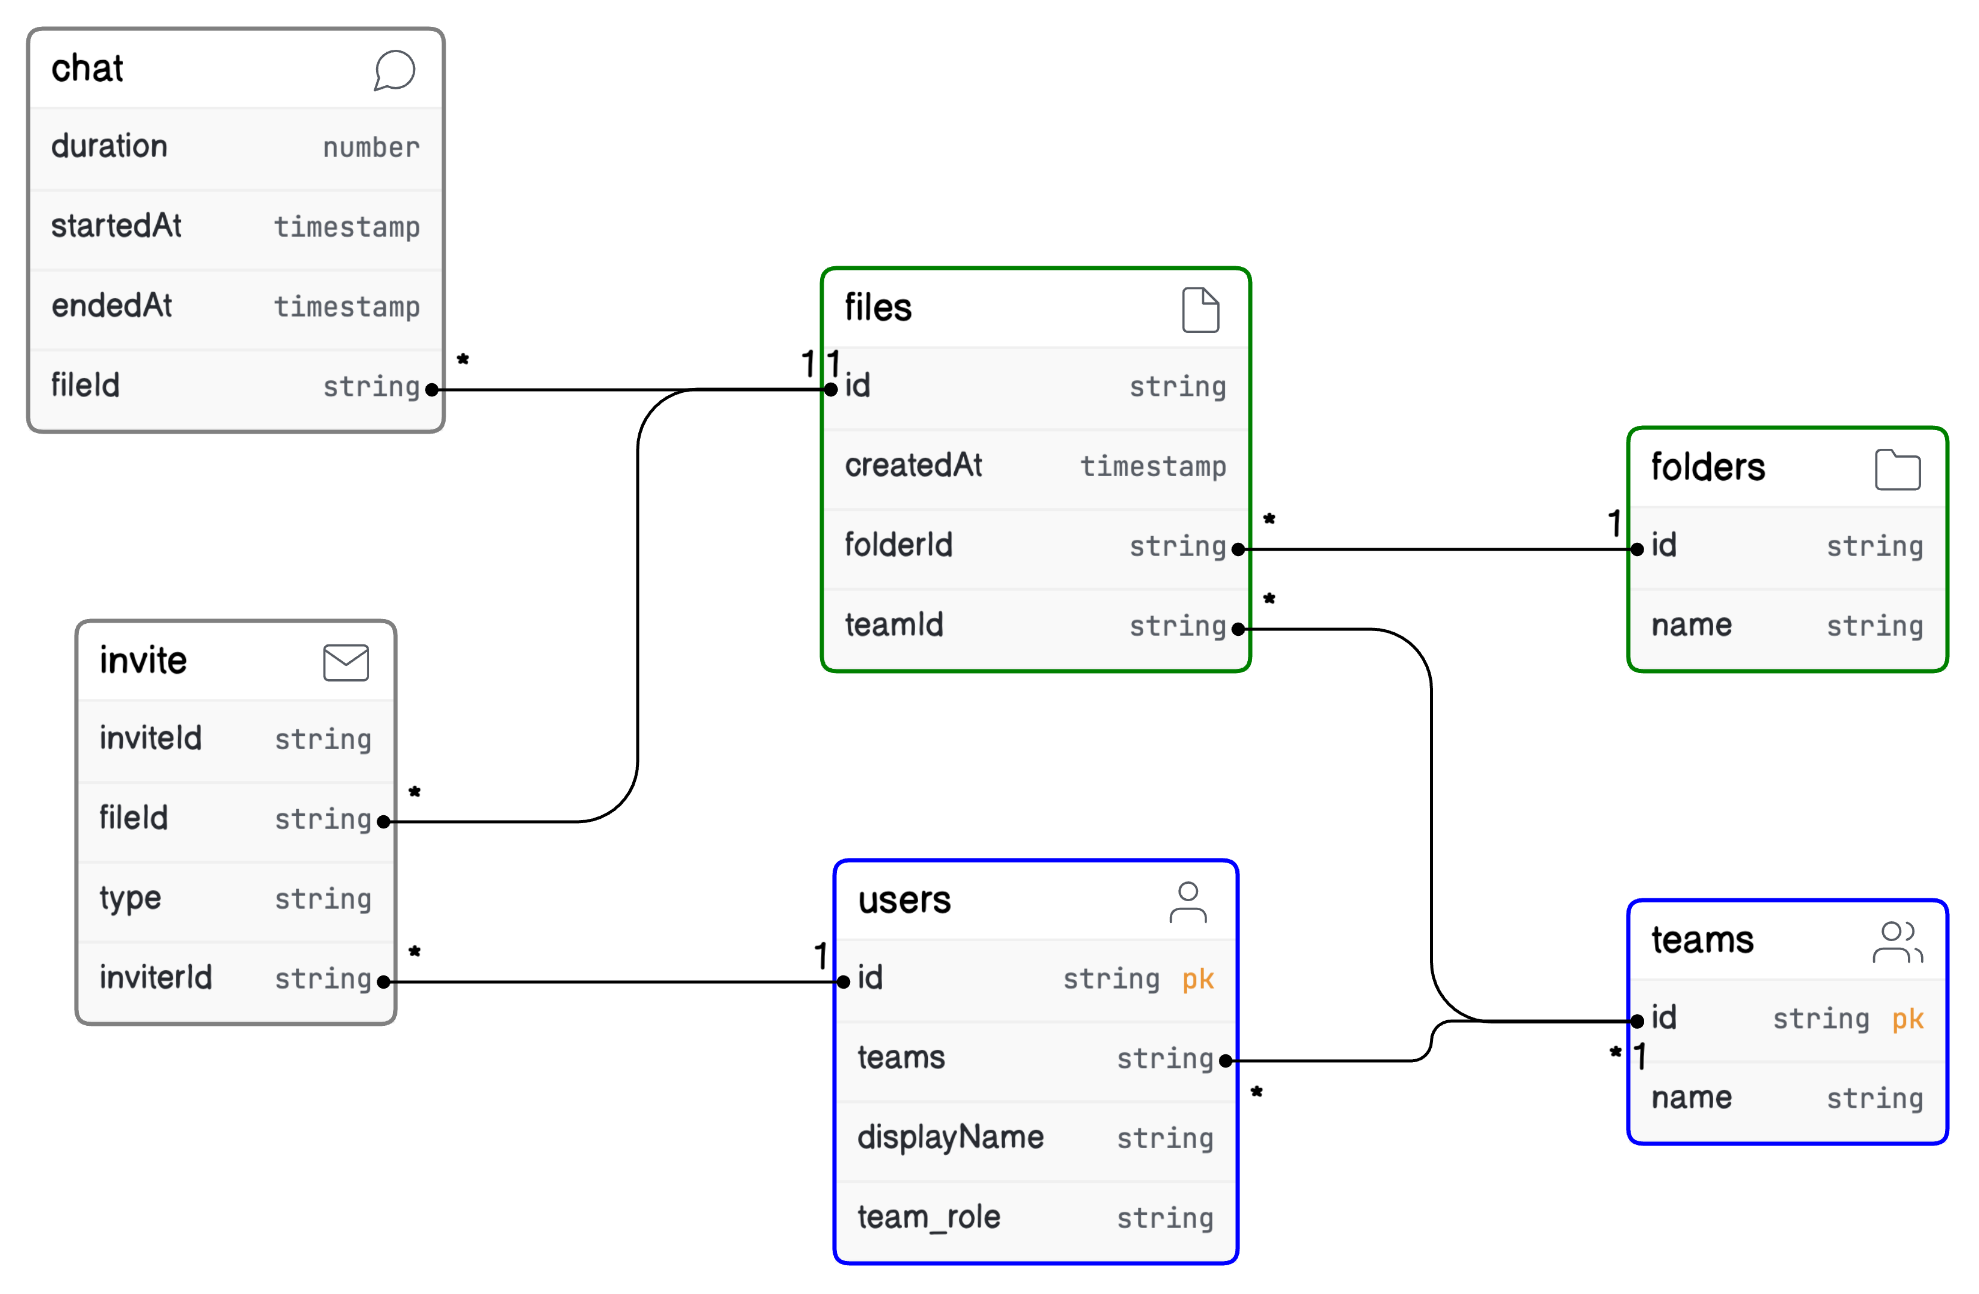 chat
duration number
startedAt timestamp
endedAt timestamp
fileId string
*
1 1
files
id string
createdAt timestamp
folderId string
teamId string
*
*
1
folders
id string
name string
invite
inviteId string
fileId string
type string
inviterId string
*
*
1
users
id string pk
teams string
displayName string
team_role string
*
teams
id string pk
* 1
name string